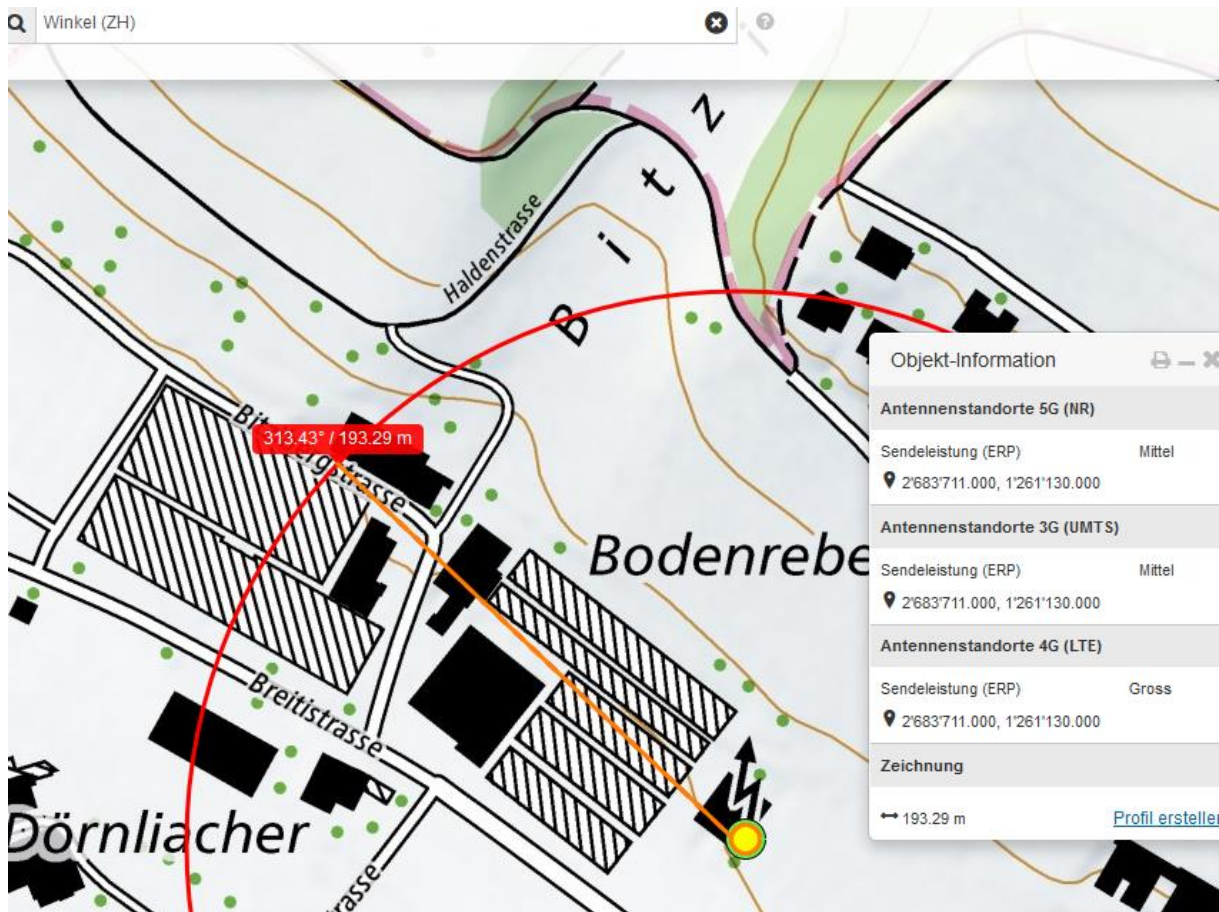 Winkel (ZH)
B i t z
Haldenstrasse
313.43° / 193.29 m
Bodenrebe
Breitistrasse
Dörnliacher
rasse
Objekt-Information
Antennenstandorte 5G (NR)
Sendeleistung (ERP) Mittel
2'683'711.000, 1'261'130.000
Antennenstandorte 3G (UMTS)
Sendeleistung (ERP) Mittel
2'683'711.000, 1'261'130.000
Antennenstandorte 4G (LTE)
Sendeleistung (ERP) Gross
2'683'711.000, 1'261'130.000
Zeichnung
193.29 m Profil erstellen